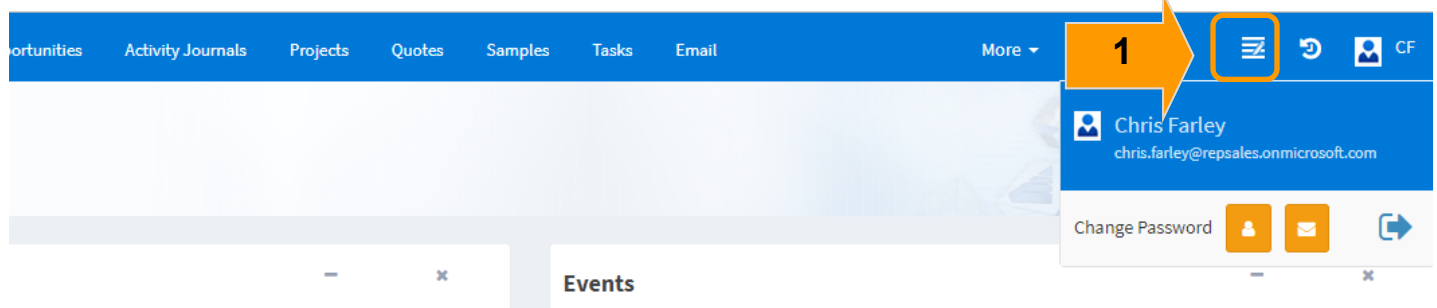 ortunities Activity Journals Projects Quotes Samples Tasks Email More 1 CF
Chris Farley
chris.farley@repsales.onmicrosoft.com
Change Password
Events